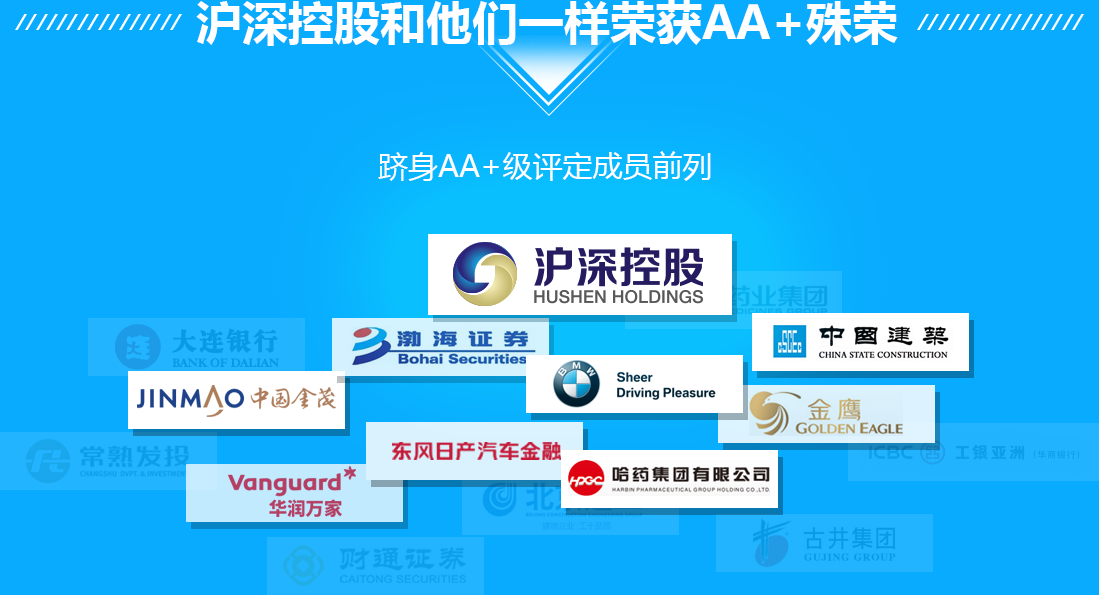 沪深控股和他们一样荣获AA+殊荣
跻身AA+级评定成员前列
沪深控股
HUSHEN HOLDINGS
药业集团
大连银行
BANK OF DALIAN
渤海证券
Bohai Securities
中國建築
CHINA STATE CONSTRUCTION
CSCEC
BMW
Sheer
Driving Pleasure
JINMAO 中国金茂
金鹰
GOLDEN EAGLE
常熟发投
CHANGSHU DVPT. & INVESTMENT
东风日产汽车金融
ICBC 工银亚洲
Vanguard
华润万家
HPGC
哈药集团有限公司
HARBIN PHARMACEUTICAL GROUP HOLDING CO.,LTD.
北
古井集团
GUJING GROUP
财通证券
CAITONG SECURITIES